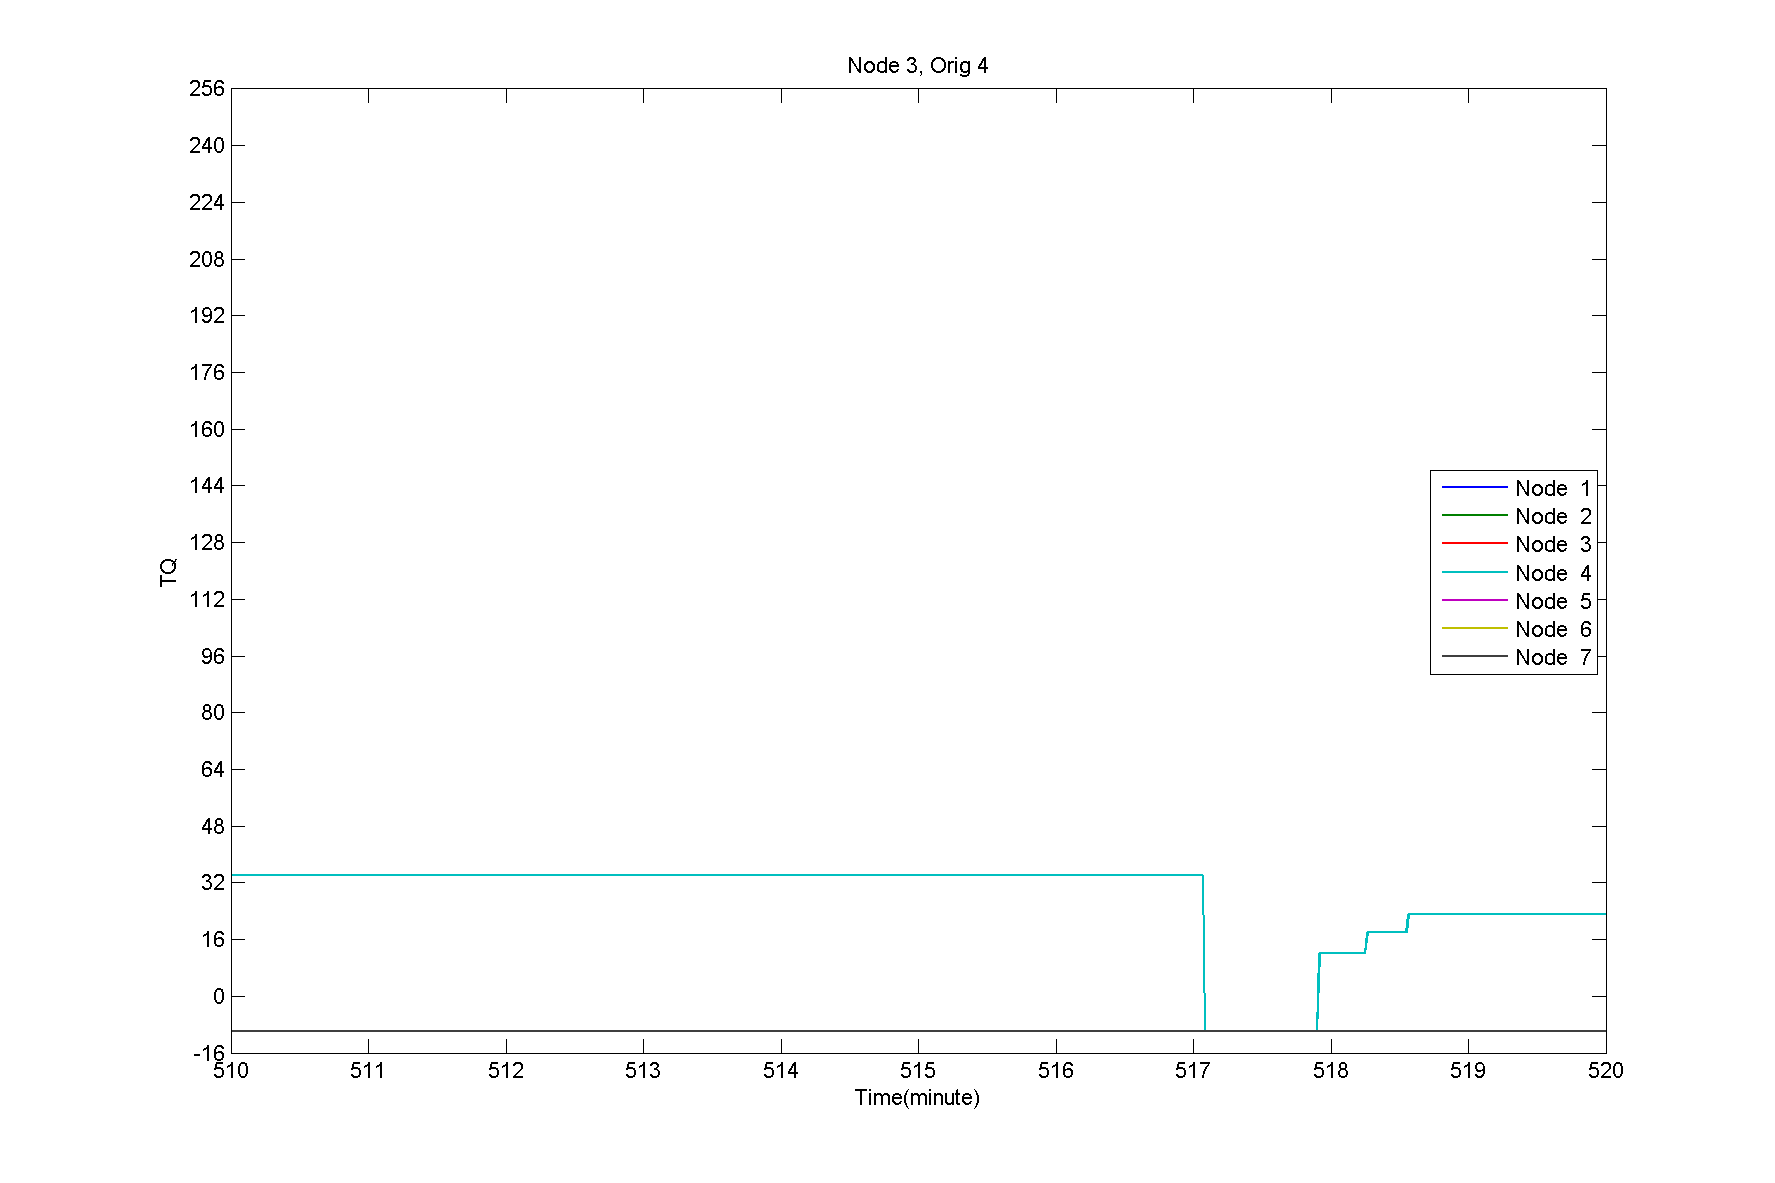 Node 3, Orig 4
256
240
224
208
192
176
160
144
128
112
96
80
64
48
32
16
0
-16
TQ
Node 1
Node 2
Node 3
Node 4
Node 5
Node 6
Node 7
510 511 512 513 514 515 516 517 518 519 520
Time(minute)